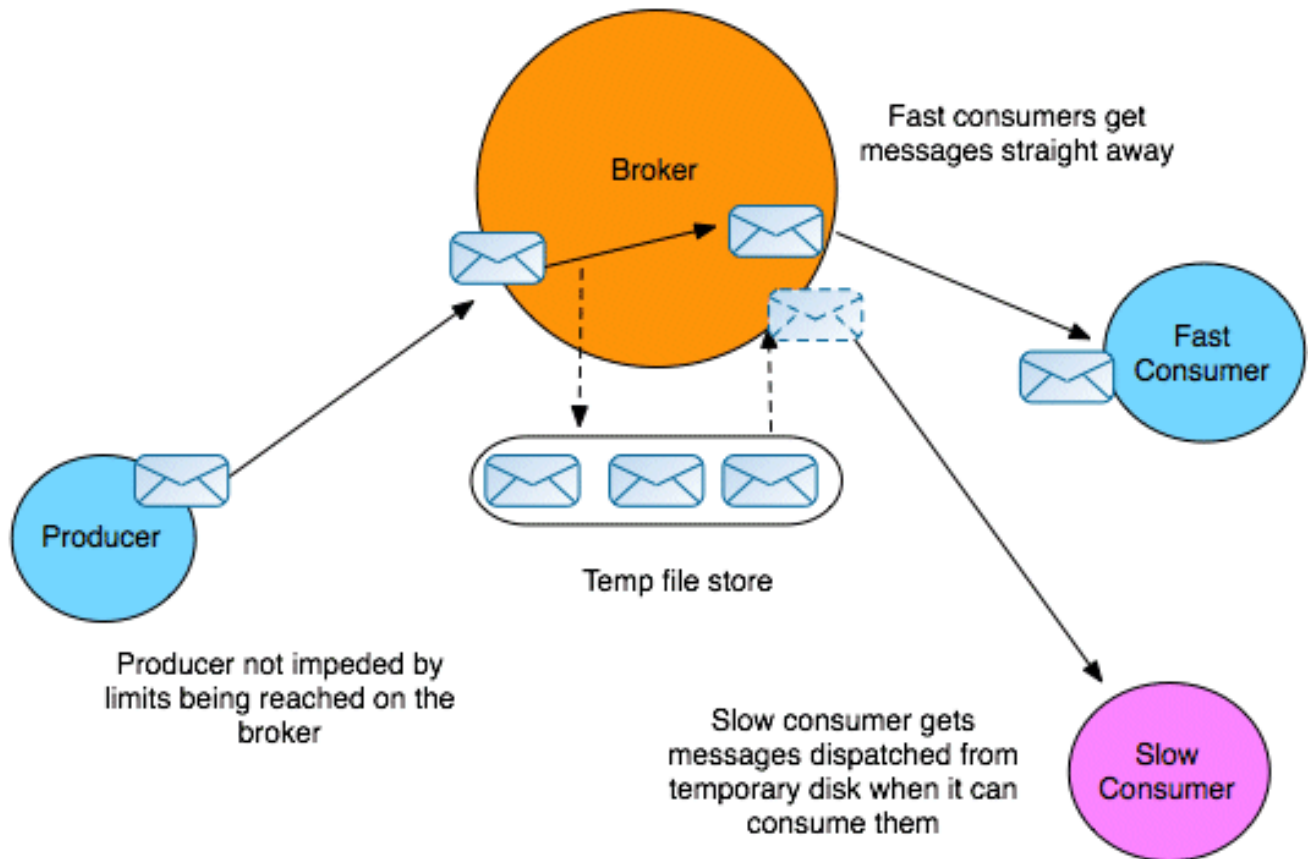 Broker
Fast consumers get
messages straight away
Fast
Consumer
Producer
Temp file store
Producer not impeded by
limits being reached on the
broker
Slow consumer gets
messages dispatched from
temporary disk when it can
consume them
Slow
Consumer